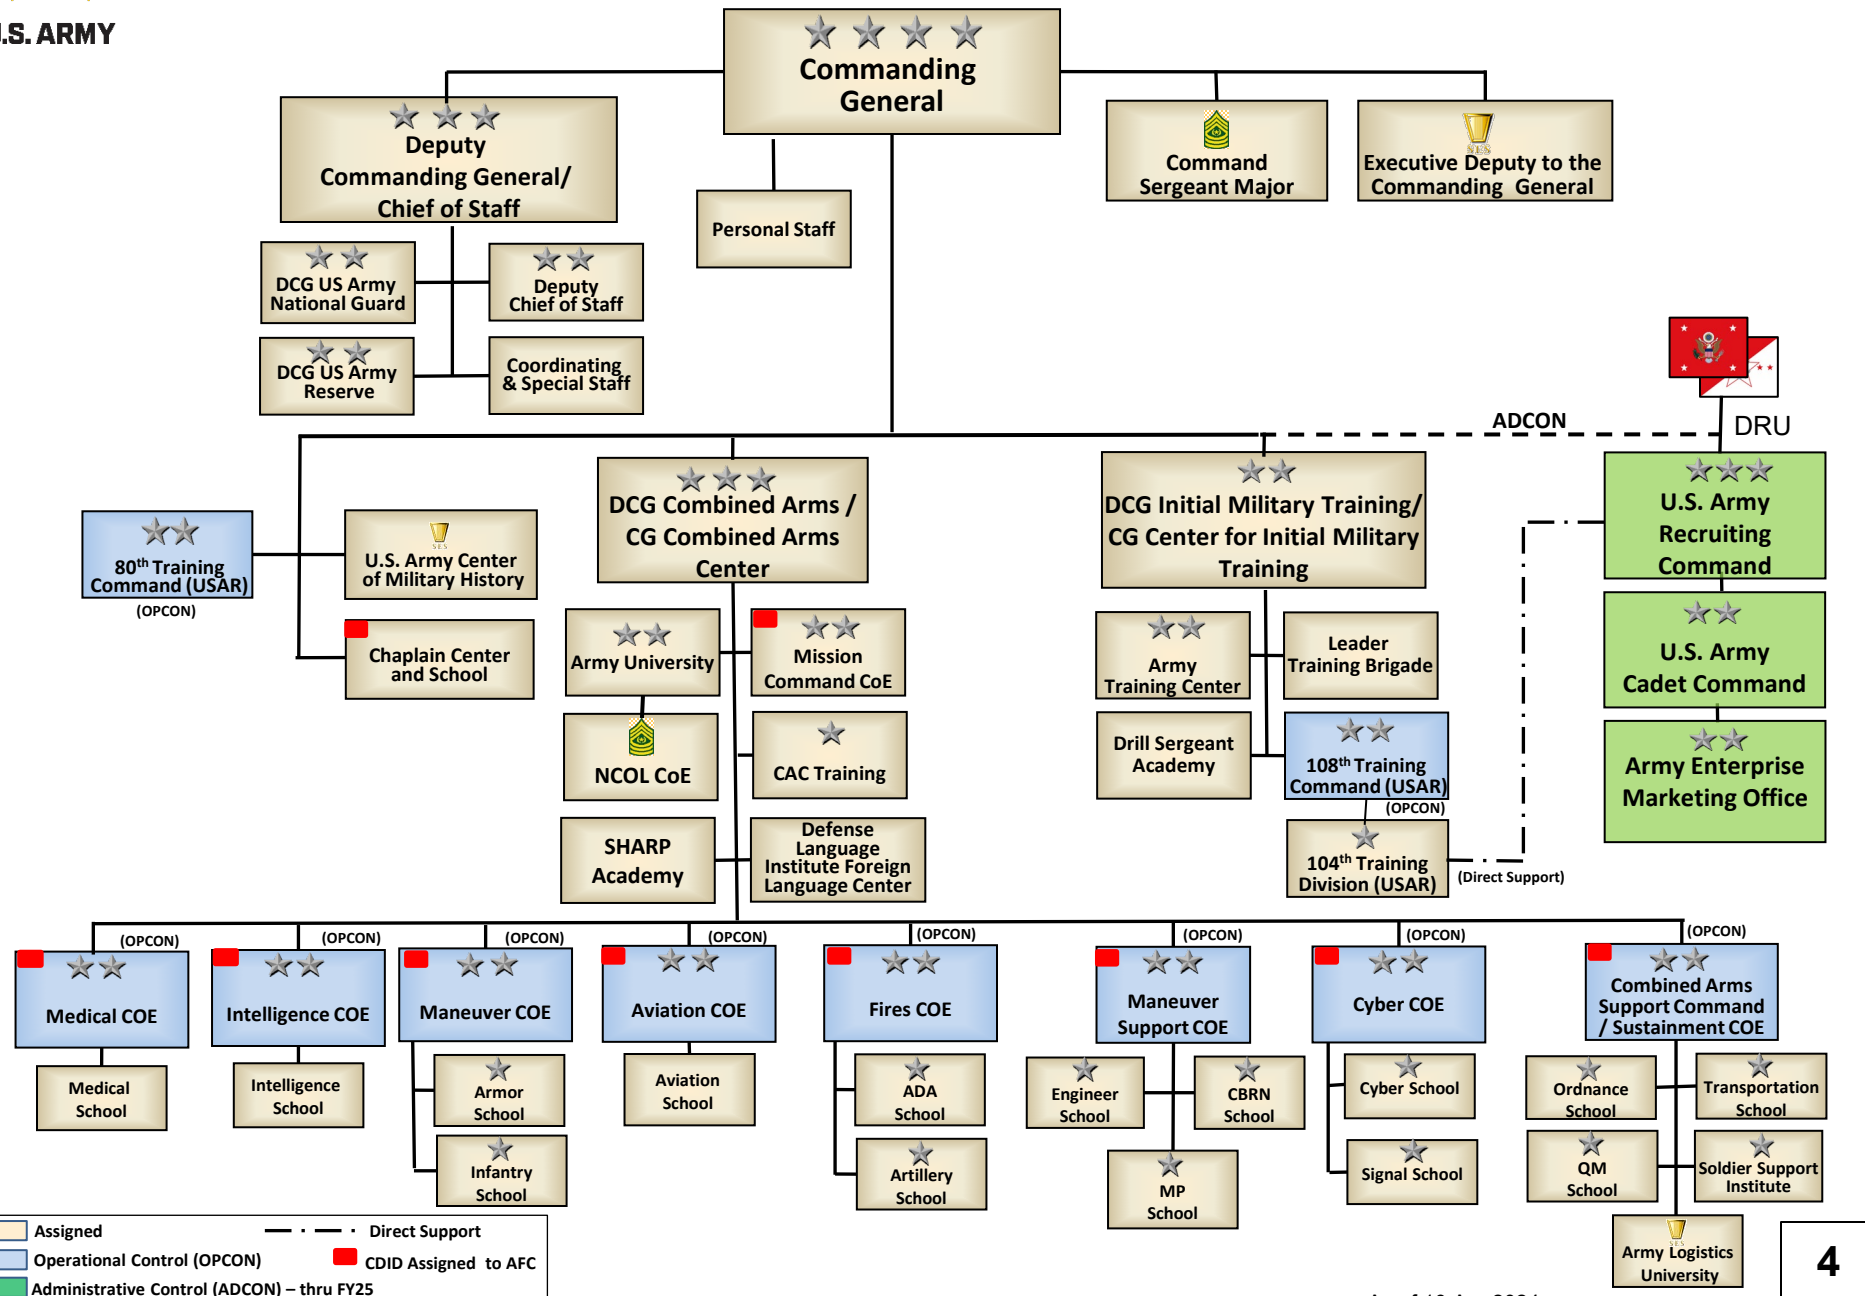 U.S. ARMY
Commanding
General
Deputy
Commanding General/
Chief of Staff
Command
Sergeant Major
SES
Executive Deputy to the
Commanding General
Personal Staff
DCG US Army
National Guard
Deputy
Chief of Staff
DCG US Army
Reserve
Coordinating
& Special Staff
ADCON
DRU
80th Training
Command (USAR)
(OPCON)
SES
U.S. Army Center
of Military History
Chaplain Center
and School
DCG Combined Arms /
CG Combined Arms
Center
DCG Initial Military Training/
CG Center for Initial Military
Training
U.S. Army
Recruiting
Command
Army University
Mission
Command CoE
NCOL CoE
CAC Training
SHARP
Academy
Defense
Language
Institute Foreign
Language Center
Army
Training Center
Leader
Training Brigade
Drill Sergeant
Academy
108th Training
Command (USAR)
(OPCON)
104th Training
Division (USAR)
(Direct Support)
U.S. Army
Cadet Command
Army Enterprise
Marketing Office
(OPCON)
Medical COE
Medical
School
(OPCON)
Intelligence COE
Intelligence
School
(OPCON)
Maneuver COE
Armor
School
Infantry
School
(OPCON)
Aviation COE
Aviation
School
(OPCON)
Fires COE
ADA
School
Artillery
School
(OPCON)
Maneuver
Support COE
Engineer
School
CBRN
School
MP
School
(OPCON)
Cyber COE
Cyber School
Signal School
(OPCON)
Combined Arms
Support Command
/ Sustainment COE
Ordnance
School
Transportation
School
QM
School
Soldier Support
Institute
SES
Army Logistics
University
Assigned
Direct Support
Operational Control (OPCON)
CDID Assigned to AFC
Administrative Control (ADCON) – thru FY25
4